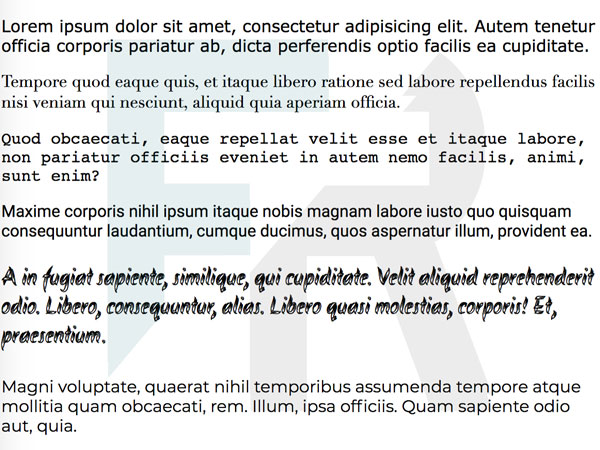 Lorem ipsum dolor sit amet, consectetur adipisicing elit. Autem tenetur
officia corporis pariatur ab, dicta perferendis optio facilis ea cupiditate.
Tempore quod eaque quis, et itaque libero ratione sed labore repellendus facilis
nisi veniam qui nesciunt, aliquid quia aperiam officia.
Quod obcaecati, eaque repellat velit esse et itaque labore,
non pariatur officiis eveniet in autem nemo facilis, animi,
sunt enim?
Maxime corporis nihil ipsum itaque nobis magnam labore iusto quo quisquam
consequuntur laudantium, cumque ducimus, quos aspernatur illum, provident ea.
A in fugiat sapiente, similique, qui cupiditate. Velit aliquid reprehenderit
odio. Libero, consequuntur, alias. Libero quasi molestias, corporis! Et,
praesentium.
Magni voluptate, quaerat nihil temporibus assumenda tempore atque
mollitia quam obcaecati, rem. Illum, ipsa officiis. Quam sapiente odio
aut, quia.